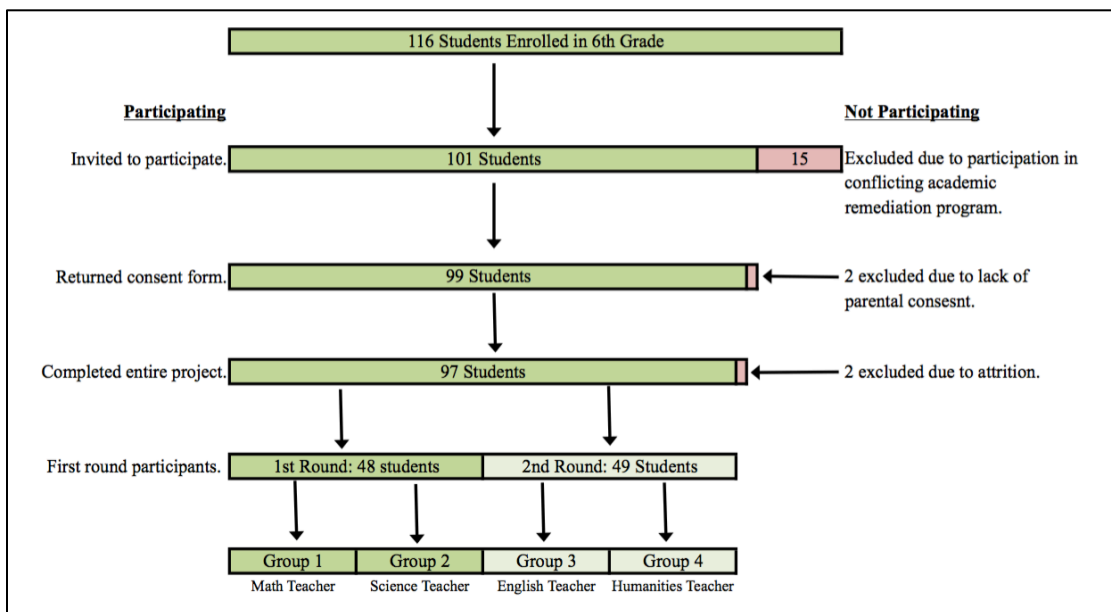 116 Students Enrolled in 6th Grade
Participating
Not Participating
Invited to participate.
101 Students
15
Excluded due to participation in
conflicting academic
remediation program.
Returned consent form.
99 Students
2 excluded due to lack of
parental consesnt.
Completed entire project.
97 Students
2 excluded due to attrition.
First round participants.
1st Round: 48 students
2nd Round: 49 Students
Group 1
Group 2
Group 3
Group 4
Math Teacher
Science Teacher
English Teacher
Humanities Teacher